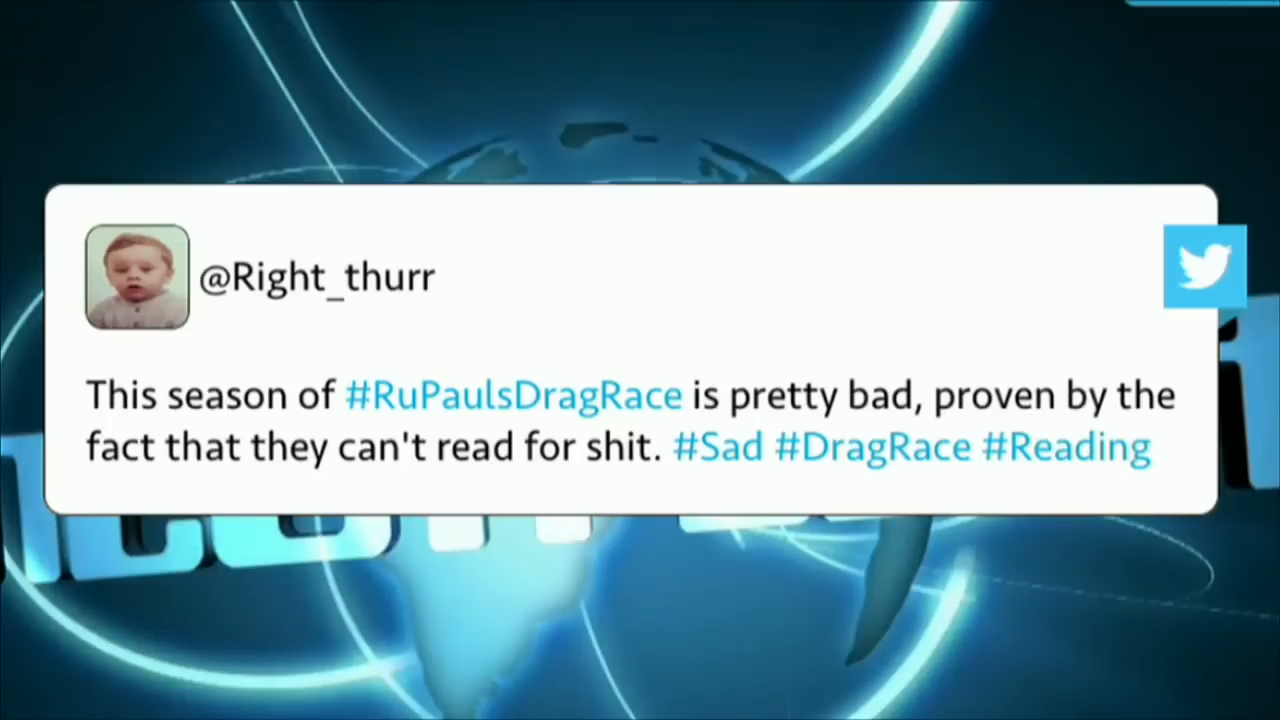 @Right_thurr
This season of #RuPaulsDragRace is pretty bad, proven by the
fact that they can't read for shit. #Sad #DragRace #Reading